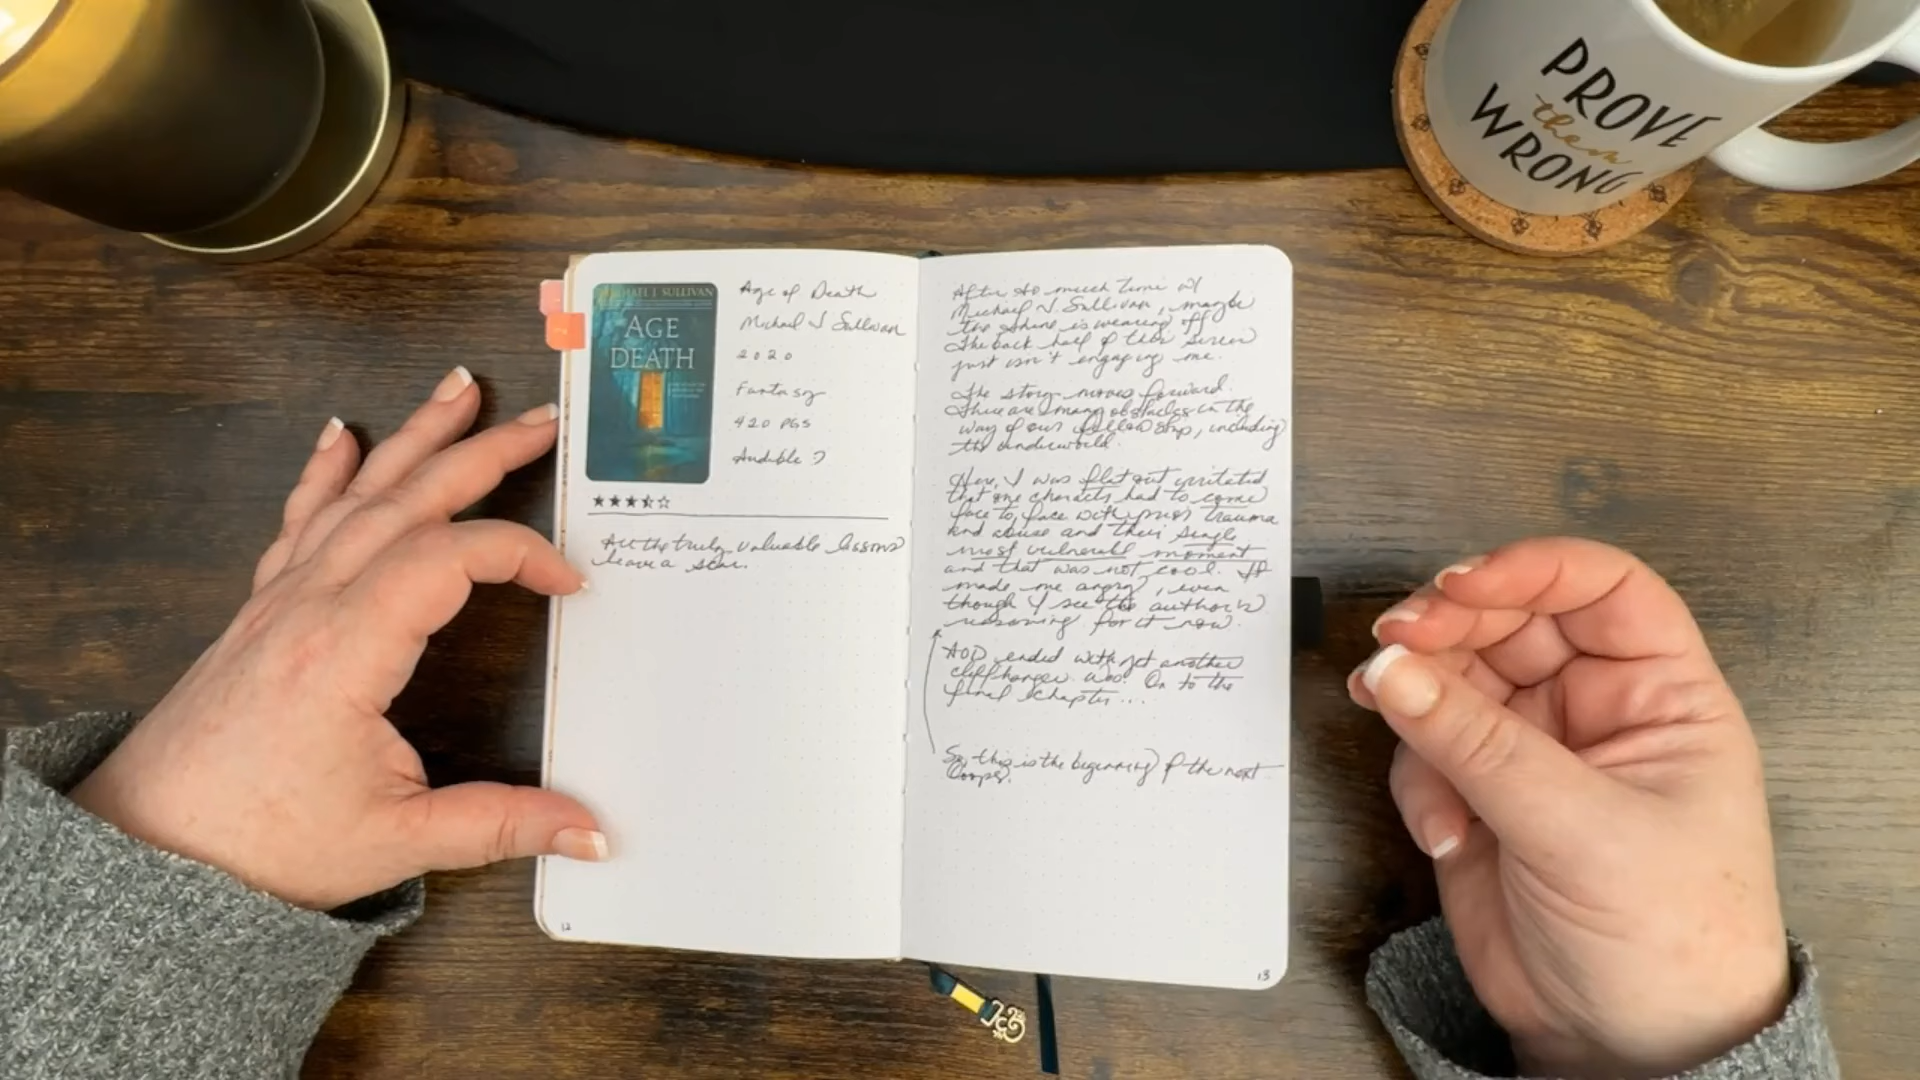 PROVE
them
WRONG
MICHAEL J. SULLIVAN
AGE
DEATH
Age of Death
Michael J Sullivan
2020
Fantasy
420 PGS
Audible :)
All the truly valuable lessons
leave a scar.
12
After so much time w/
Michael J. Sullivan, maybe
the shine is wearing off
The back half of this series
just isn't engaging me.
The story moves forward.
There are many obstacles in the
way of our fellowship, including
the underworld.
Here, I was flat out irritated
that one characts had to come
face to face with prior trauma
and abuse and their single
most vulnerable moment
and that was not cool. It
made me angry, even
though I see the author's
reasoning for it now.
AOD ended with yet another
cliffhanger. On to the
final chapter...
So, this is the beginning of the next
Ooops.
13